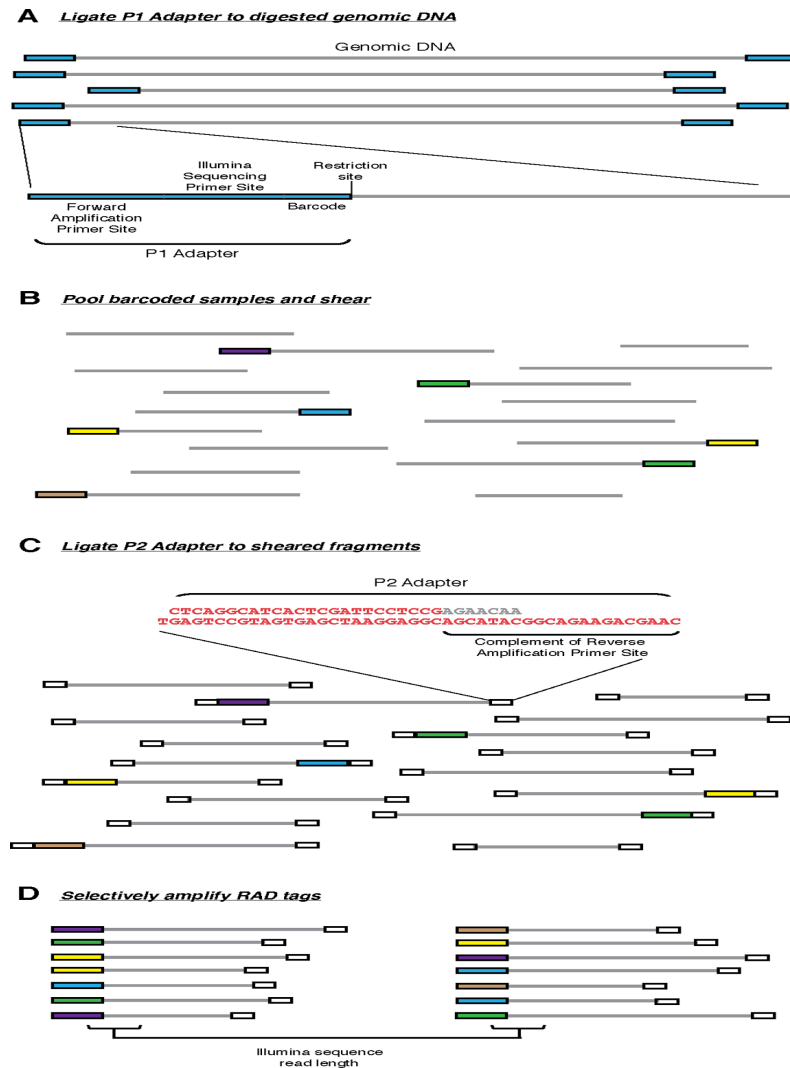 A Ligate P1 Adapter to digested genomic DNA
Genomic DNA
Illumina
Sequencing
Primer Site
Restriction
site
Forward
Amplification
Primer Site
Barcode
P1 Adapter
B Pool barcoded samples and shear
C Ligate P2 Adapter to sheared fragments
P2 Adapter
CTCAGGCATCACTCGATTCCTCCGAGAACAA
TGAGTCCGTAGTGAGCTAAGGAGGCAGCATACGGCAGAAGACGAAC
Complement of Reverse
Amplification Primer Site
D Selectively amplify RAD tags
Illumina sequence
read length